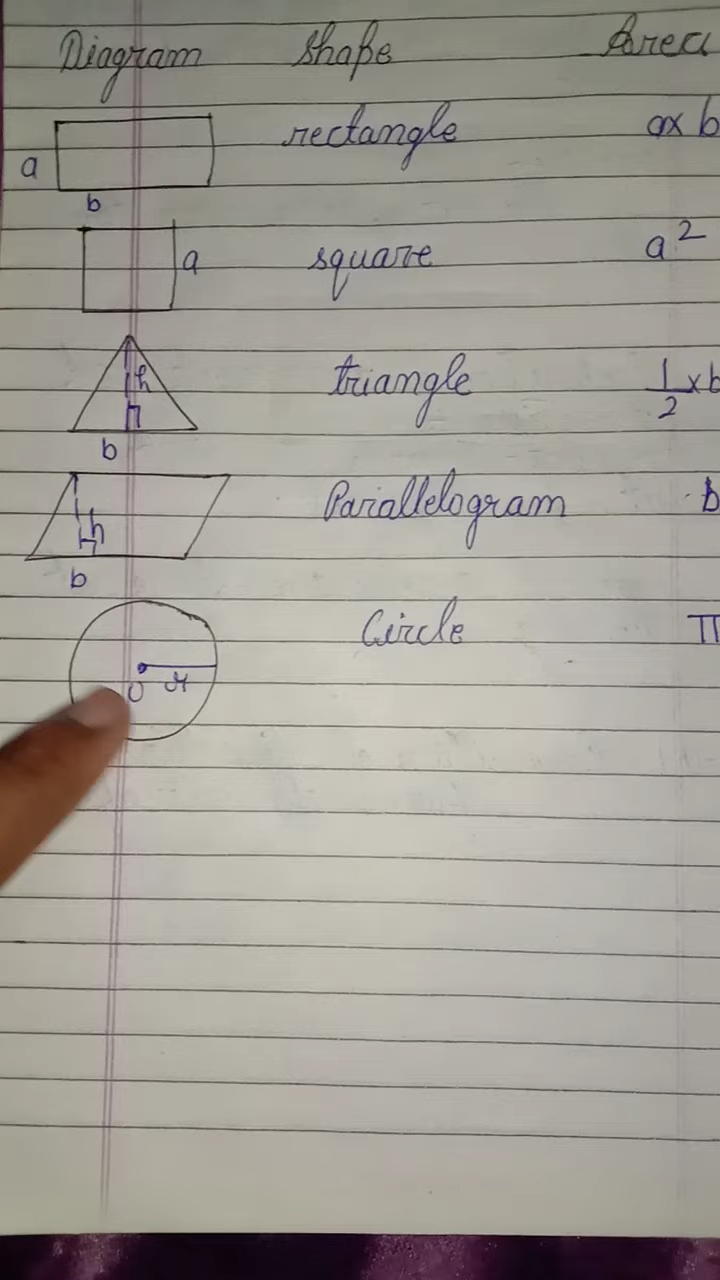 Diagram shape Area
rectangle a x b
a
b
square a²
a
triangle 1/2 x b
h
b
Parallelogram b
h
b
Circle π
O r